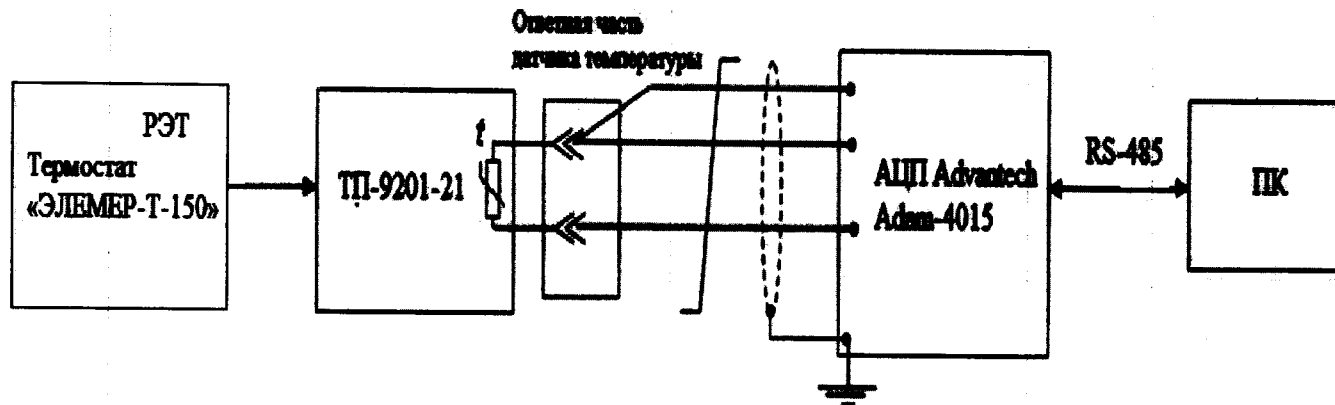 Ответная часть
датчика температуры
РЭТ
Термостат
«ЭЛЕМЕР-Т-150»
ТП-9201-21
t
АЦП Advantech
Adam-4015
RS-485
ПК